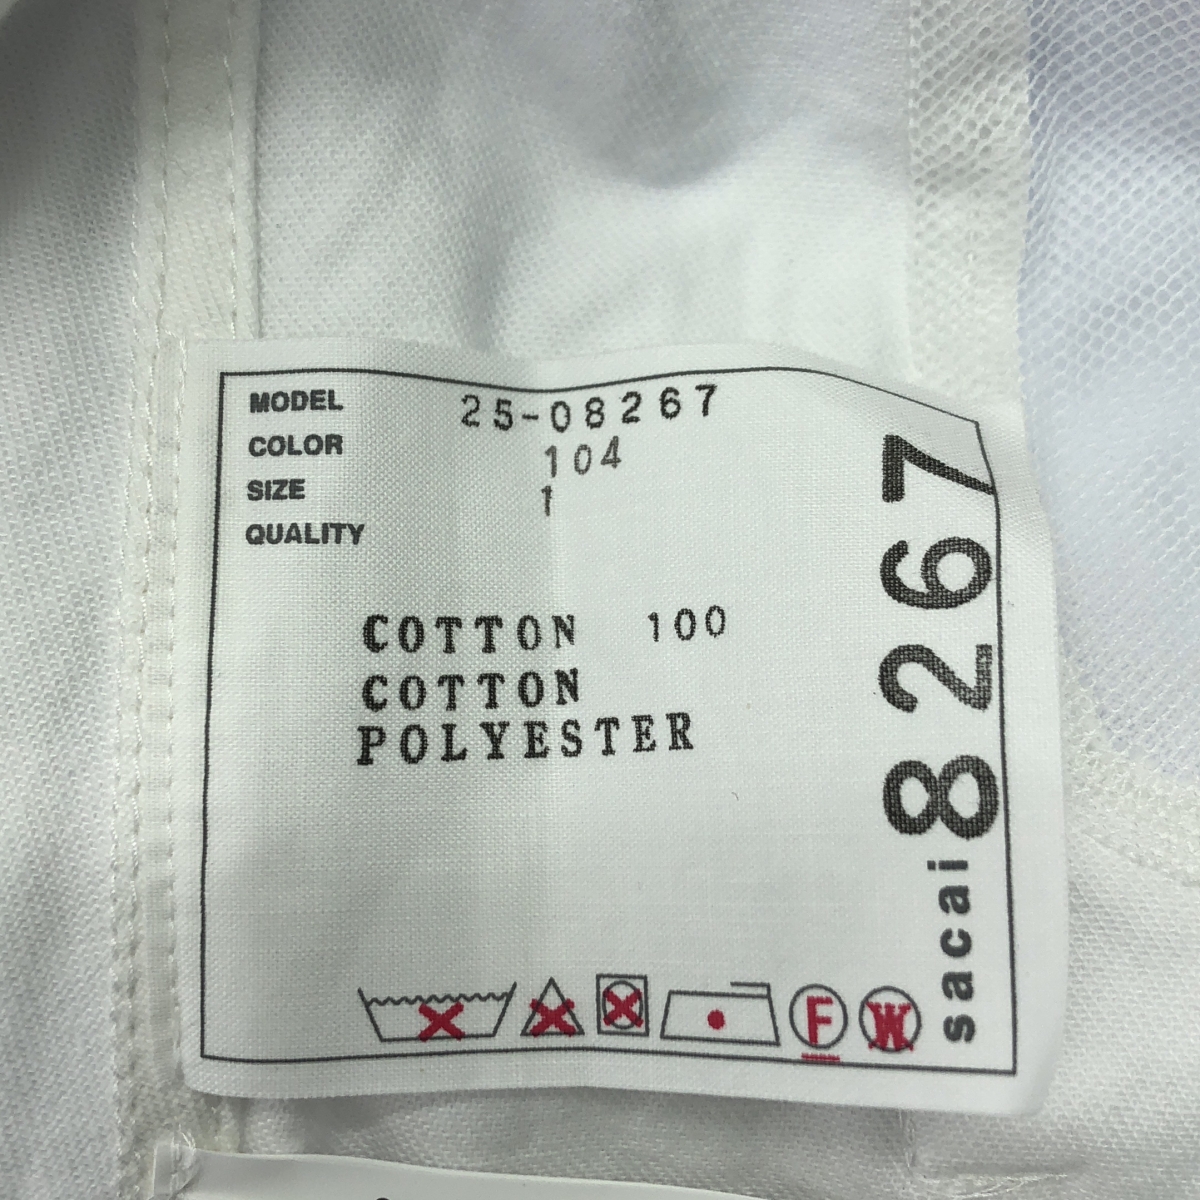 MODEL 25-08267
COLOR 104
SIZE 1
QUALITY
COTTON 100
COTTON
POLYESTER
F W
sacai 8267